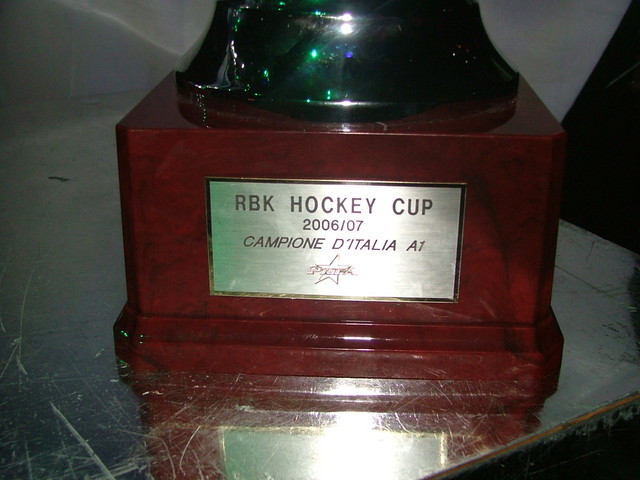 RBK HOCKEY CUP
2006/07
CAMPIONE D'ITALIA A1